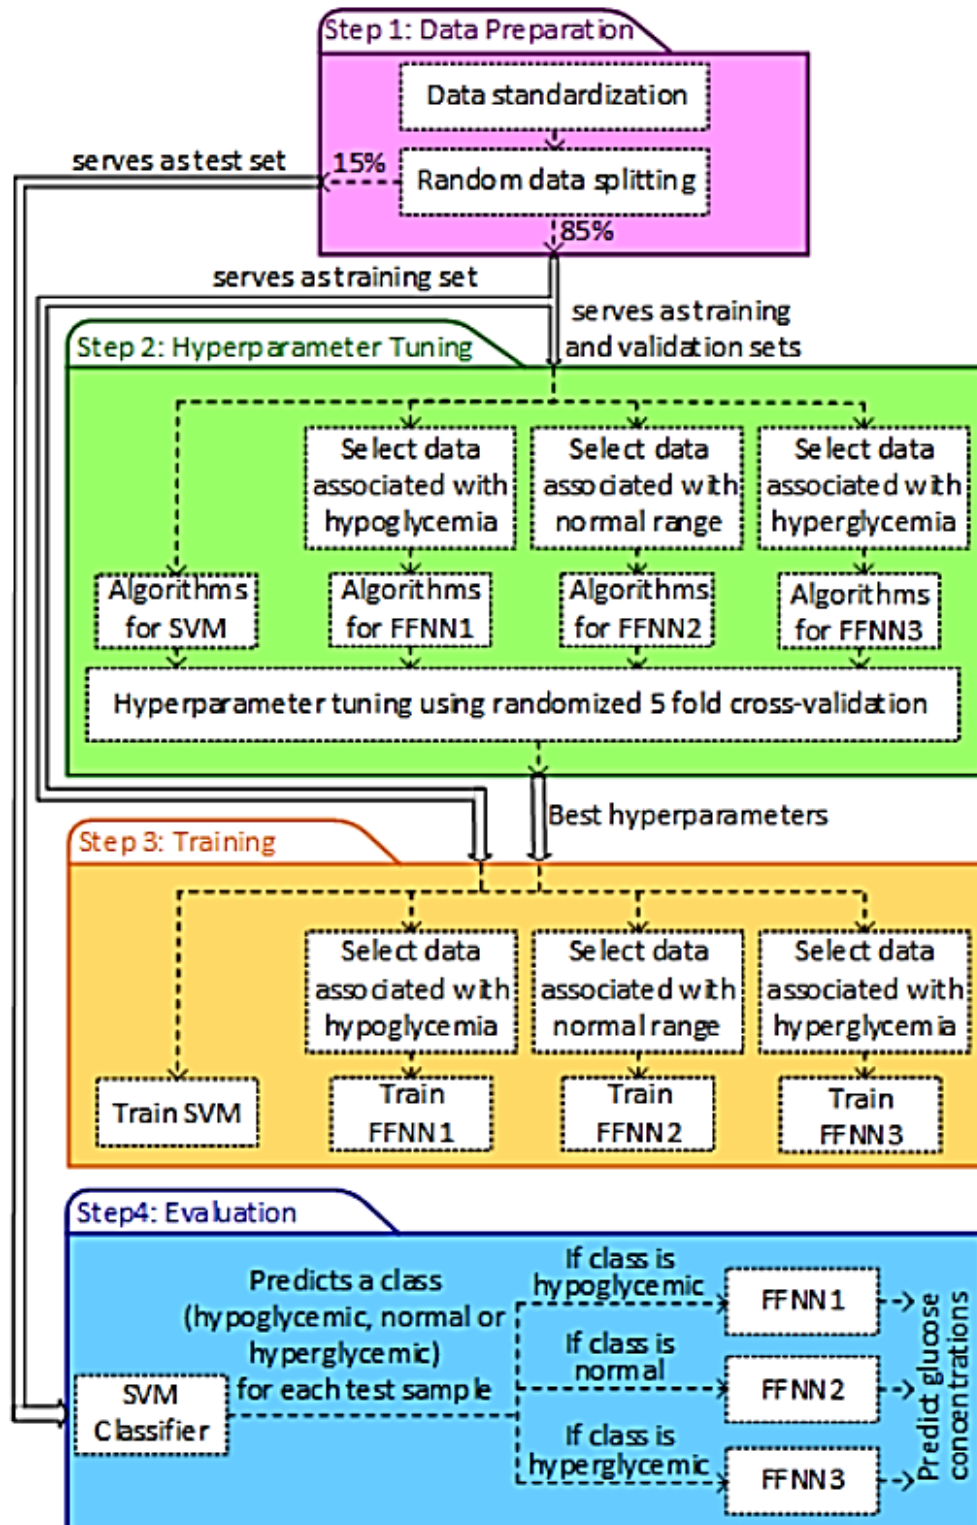 Step 1: Data Preparation
Data standardization
serves as test set
15%
Random data splitting
85%
serves as training set
serves as training
and validation sets
Step 2: Hyperparameter Tuning
Select data
associated with
hypoglycemia
Select data
associated with
normal range
Select data
associated with
hyperglycemia
Algorithms
for SVM
Algorithms
for FFNN1
Algorithms
for FFNN2
Algorithms
for FFNN3
Hyperparameter tuning using randomized 5 fold cross-validation
Best hyperparameters
Step 3: Training
Select data
associated with
hypoglycemia
Select data
associated with
normal range
Select data
associated with
hyperglycemia
Train SVM
Train
FFNN1
Train
FFNN2
Train
FFNN3
Step4: Evaluation
Predicts a class
(hypoglycemic, normal or
hyperglycemic)
for each test sample
SVM
Classifier
If class is
hypoglycemic
FFNN1
If class is
normal
FFNN2
If class is
hyperglycemic
FFNN3
Predict glucose
concentrations